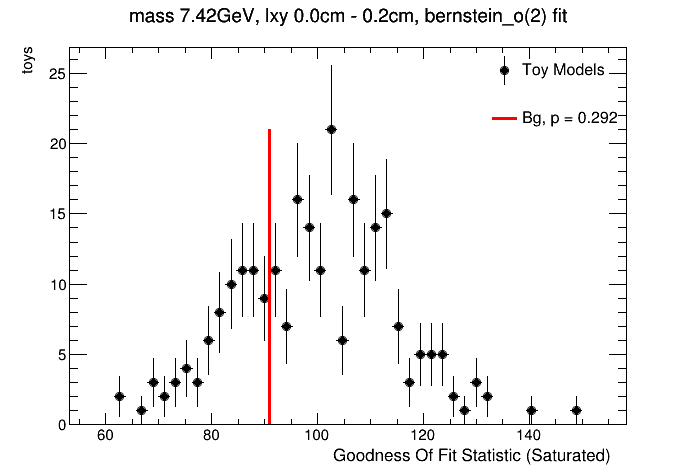 mass 7.42GeV, lxy 0.0cm - 0.2cm, bernstein_o(2) fit
toys
25
20
15
10
5
0
Toy Models
Bg, p = 0.292
60 80 100 120 140
Goodness Of Fit Statistic (Saturated)